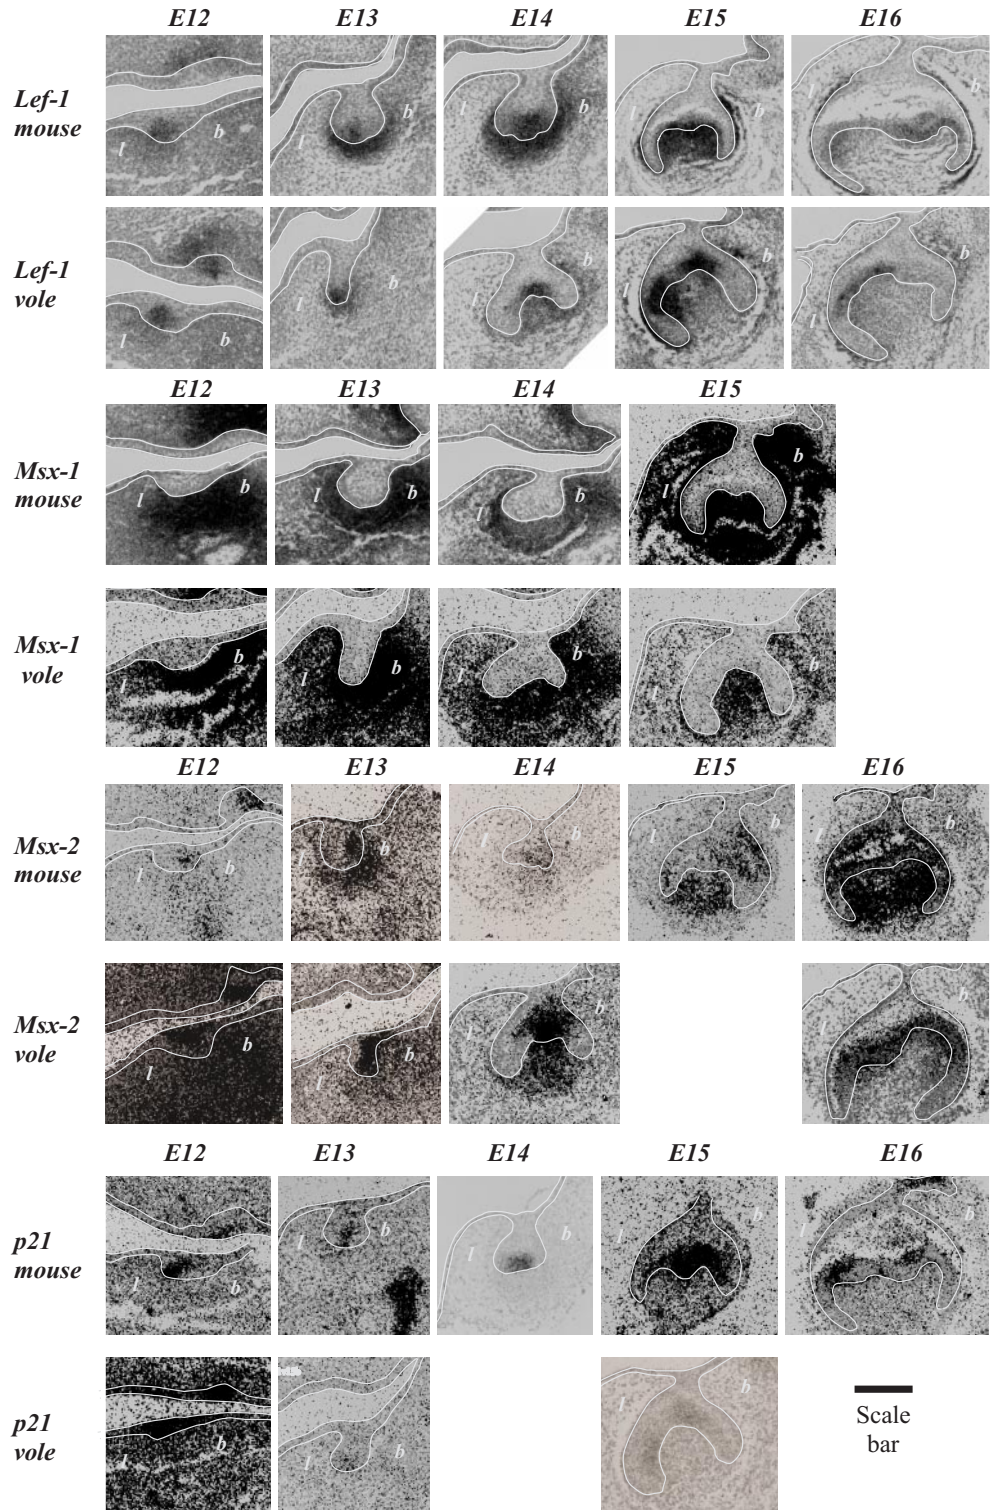 E12 E13 E14 E15 E16
Lef-1
mouse
l b l b l b l b l b
Lef-1
vole
l b l b l b l b l b
E12 E13 E14 E15
Msx-1
mouse
l b l b l b l b
Msx-1
vole
l b l b l b l b
E12 E13 E14 E15 E16
Msx-2
mouse
l b l b l b l b l b
Msx-2
vole
l b l b l b l b
E12 E13 E14 E15 E16
p21
mouse
l b l b l b l b l b
p21
vole
l b l b l b
Scale
bar